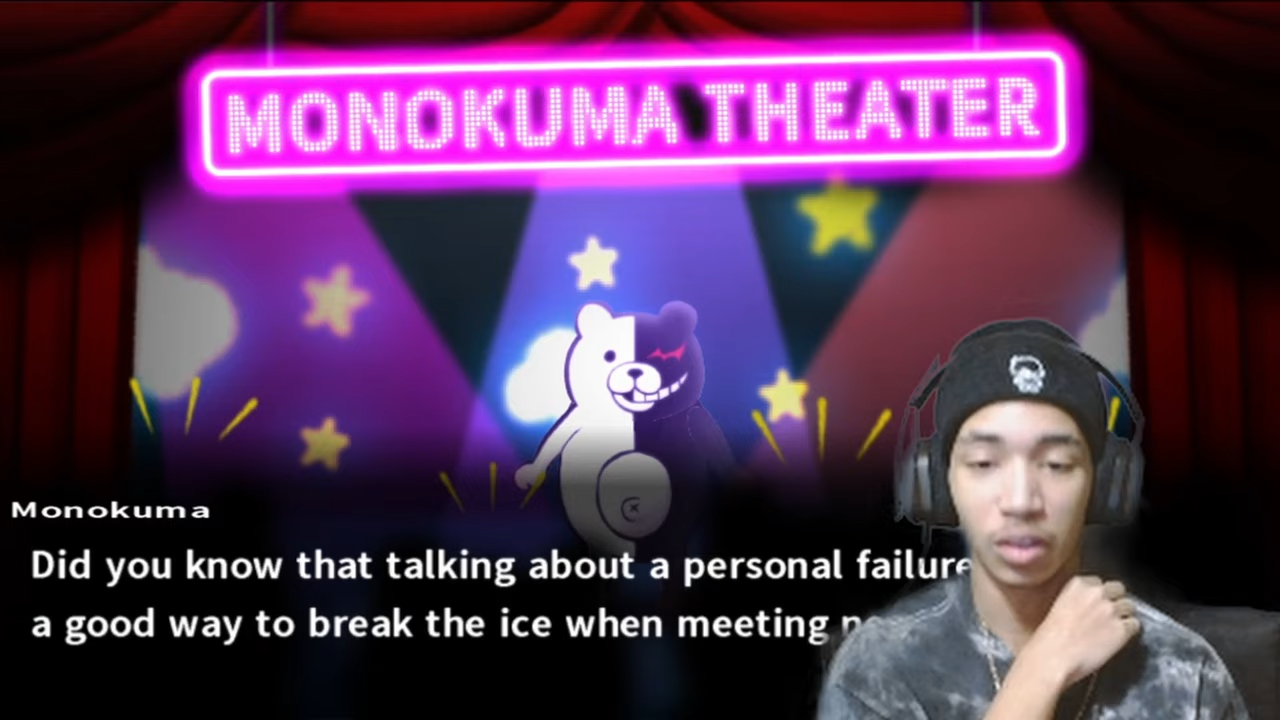 MONOKUMA THEATER
Monokuma
Did you know that talking about a personal failure
a good way to break the ice when meeting